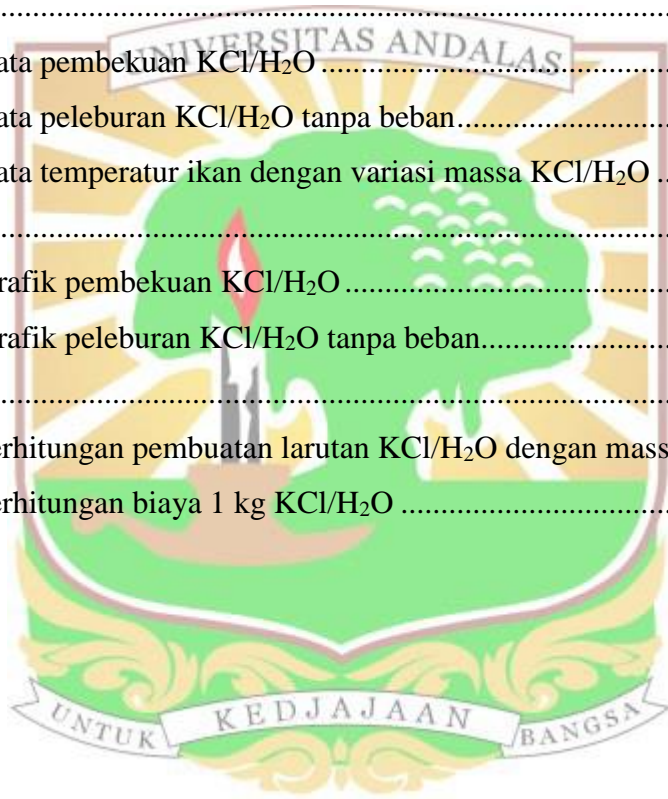 ....................................................................
UNIVERSITAS ANDALAS
ata pembekuan KCl/H₂O ...................................
ata peleburan KCl/H₂O tanpa beban..........................
ata temperatur ikan dengan variasi massa KCl/H₂O ..
....................................................................
rafik pembekuan KCl/H₂O ................................
rafik peleburan KCl/H₂O tanpa beban.......................
....................................................................
erhitungan pembuatan larutan KCl/H₂O dengan mass
erhitungan biaya 1 kg KCl/H₂O ...........................
UNTUK KEDJAJAAN BANGSA